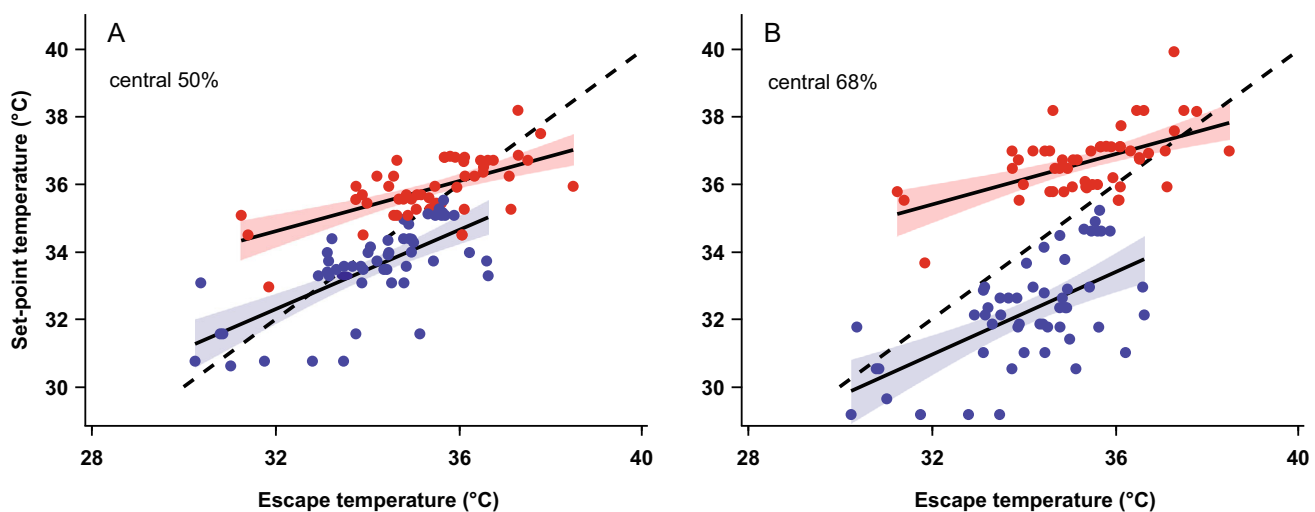 A
central 50%
Set-point temperature (°C)
40
38
36
34
32
30
28
32
36
40
Escape temperature (°C)
B
central 68%
40
38
36
34
32
30
28
32
36
40
Escape temperature (°C)